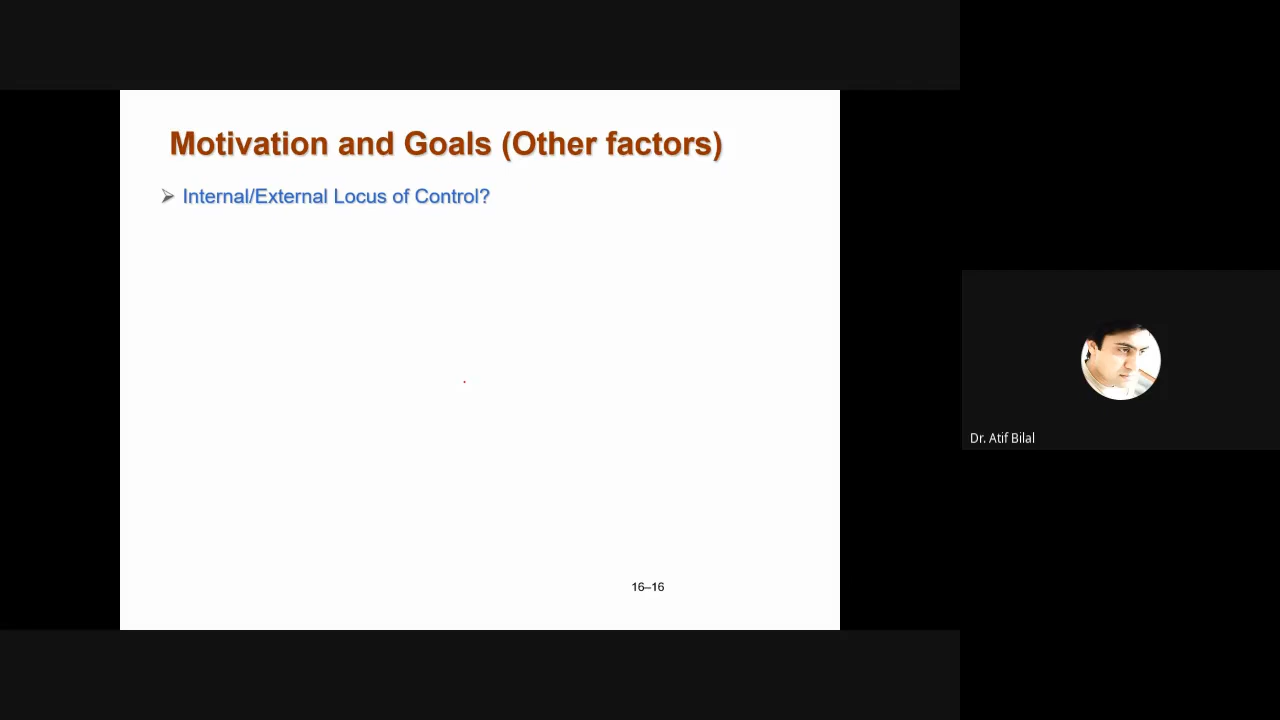 Motivation and Goals (Other factors)
➢ Internal/External Locus of Control?
16–16
Dr. Atif Bilal